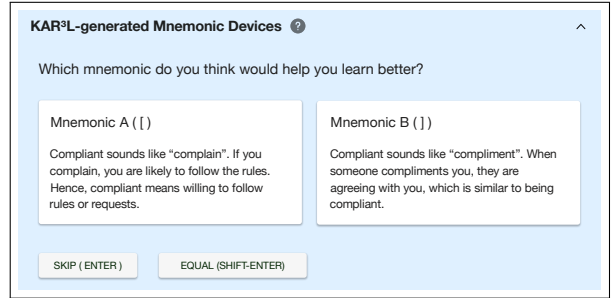 KAR³L-generated Mnemonic Devices ?
Which mnemonic do you think would help you learn better?
Mnemonic A ( [ )
Compliant sounds like “complain”. If you
complain, you are likely to follow the rules.
Hence, compliant means willing to follow
rules or requests.
Mnemonic B ( ] )
Compliant sounds like “compliment”. When
someone compliments you, they are
agreeing with you, which is similar to being
compliant.
SKIP ( ENTER )
EQUAL (SHIFT-ENTER)